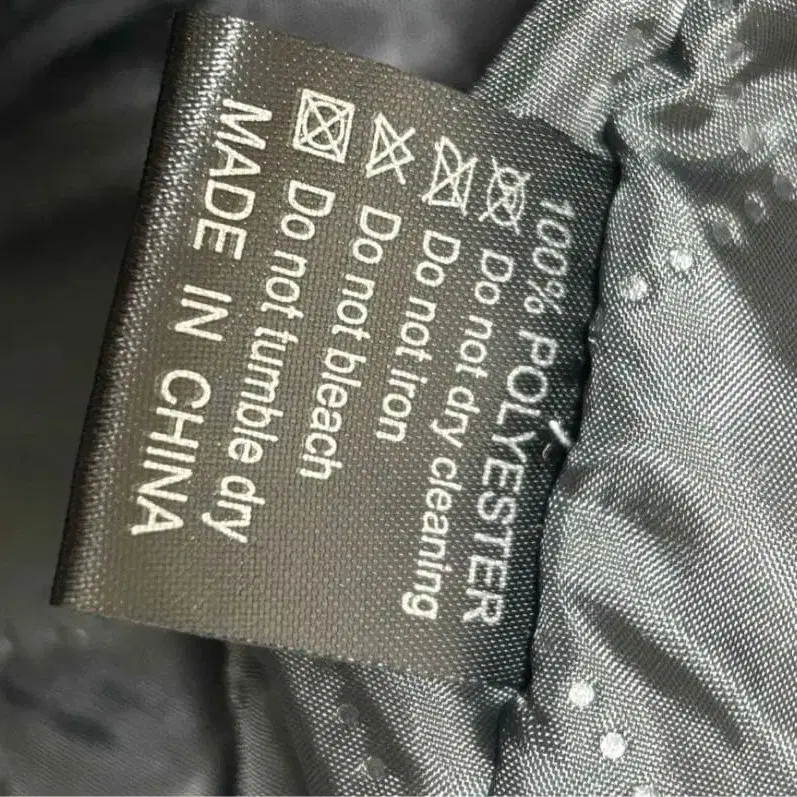 100% POLYESTER
Do not dry cleaning
Do not iron
Do not bleach
Do not tumble dry
MADE IN CHINA